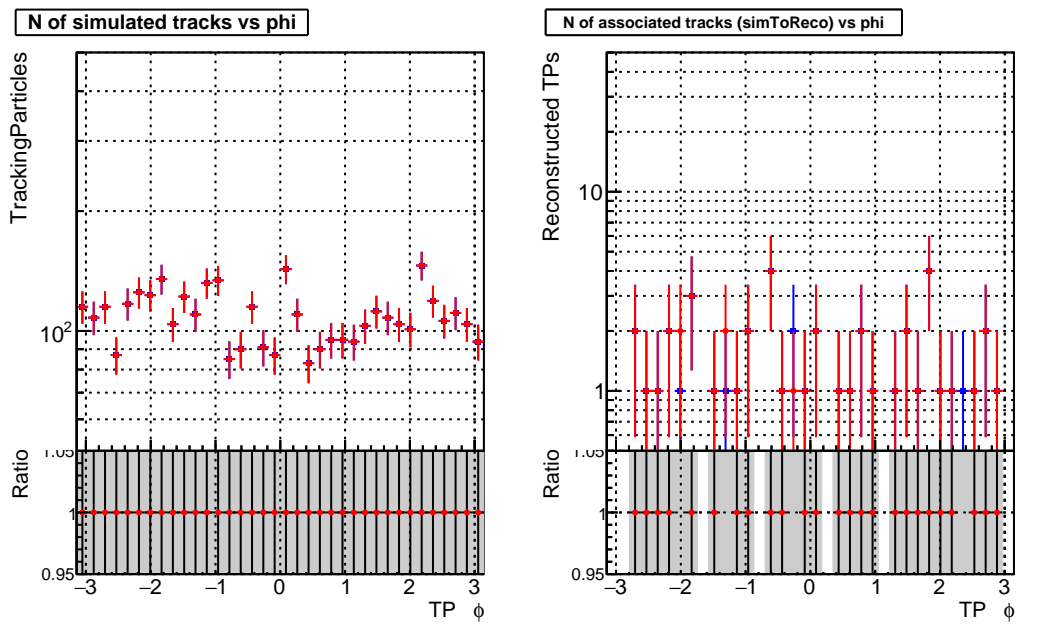 N of simulated tracks vs phi
TrackingParticles
10²
Ratio
1.05
1
0.95
−3 −2 −1 0 1 2 3
TP ϕ
N of associated tracks (simToReco) vs phi
Reconstructed TPs
10
1
Ratio
1.05
1
0.95
−3 −2 −1 0 1 2 3
TP ϕ